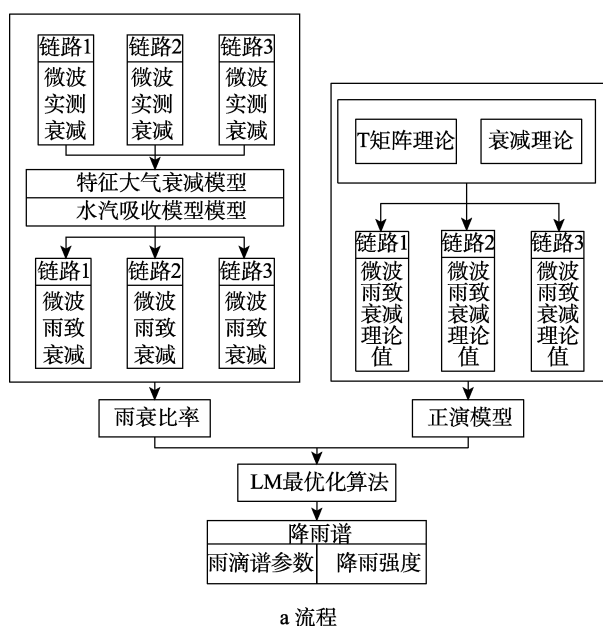 链路1 链路2 链路3
微波 微波 微波
实测 实测 实测
衰减 衰减 衰减
特征大气衰减模型
水汽吸收模型模型
链路1 链路2 链路3
微波 微波 微波
雨致 雨致 雨致
衰减 衰减 衰减
T矩阵理论 衰减理论
链路1 链路2 链路3
微波 微波 微波
雨致 雨致 雨致
衰减 衰减 衰减
理论 理论 理论
值 值 值
雨衰比率 正演模型
LM最优化算法
降雨谱
雨滴谱参数 降雨强度
a 流程